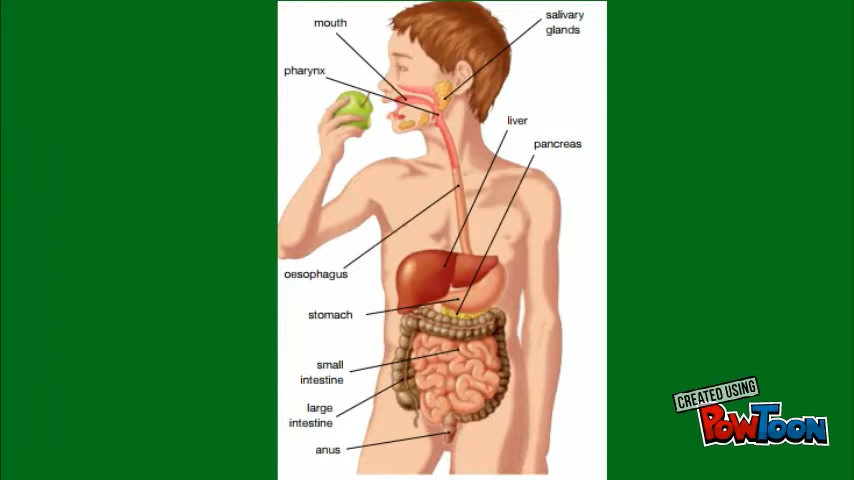 mouth
salivary
glands
pharynx
liver
pancreas
oesophagus
stomach
small
intestine
large
intestine
anus
CREATED USING
POWTOON